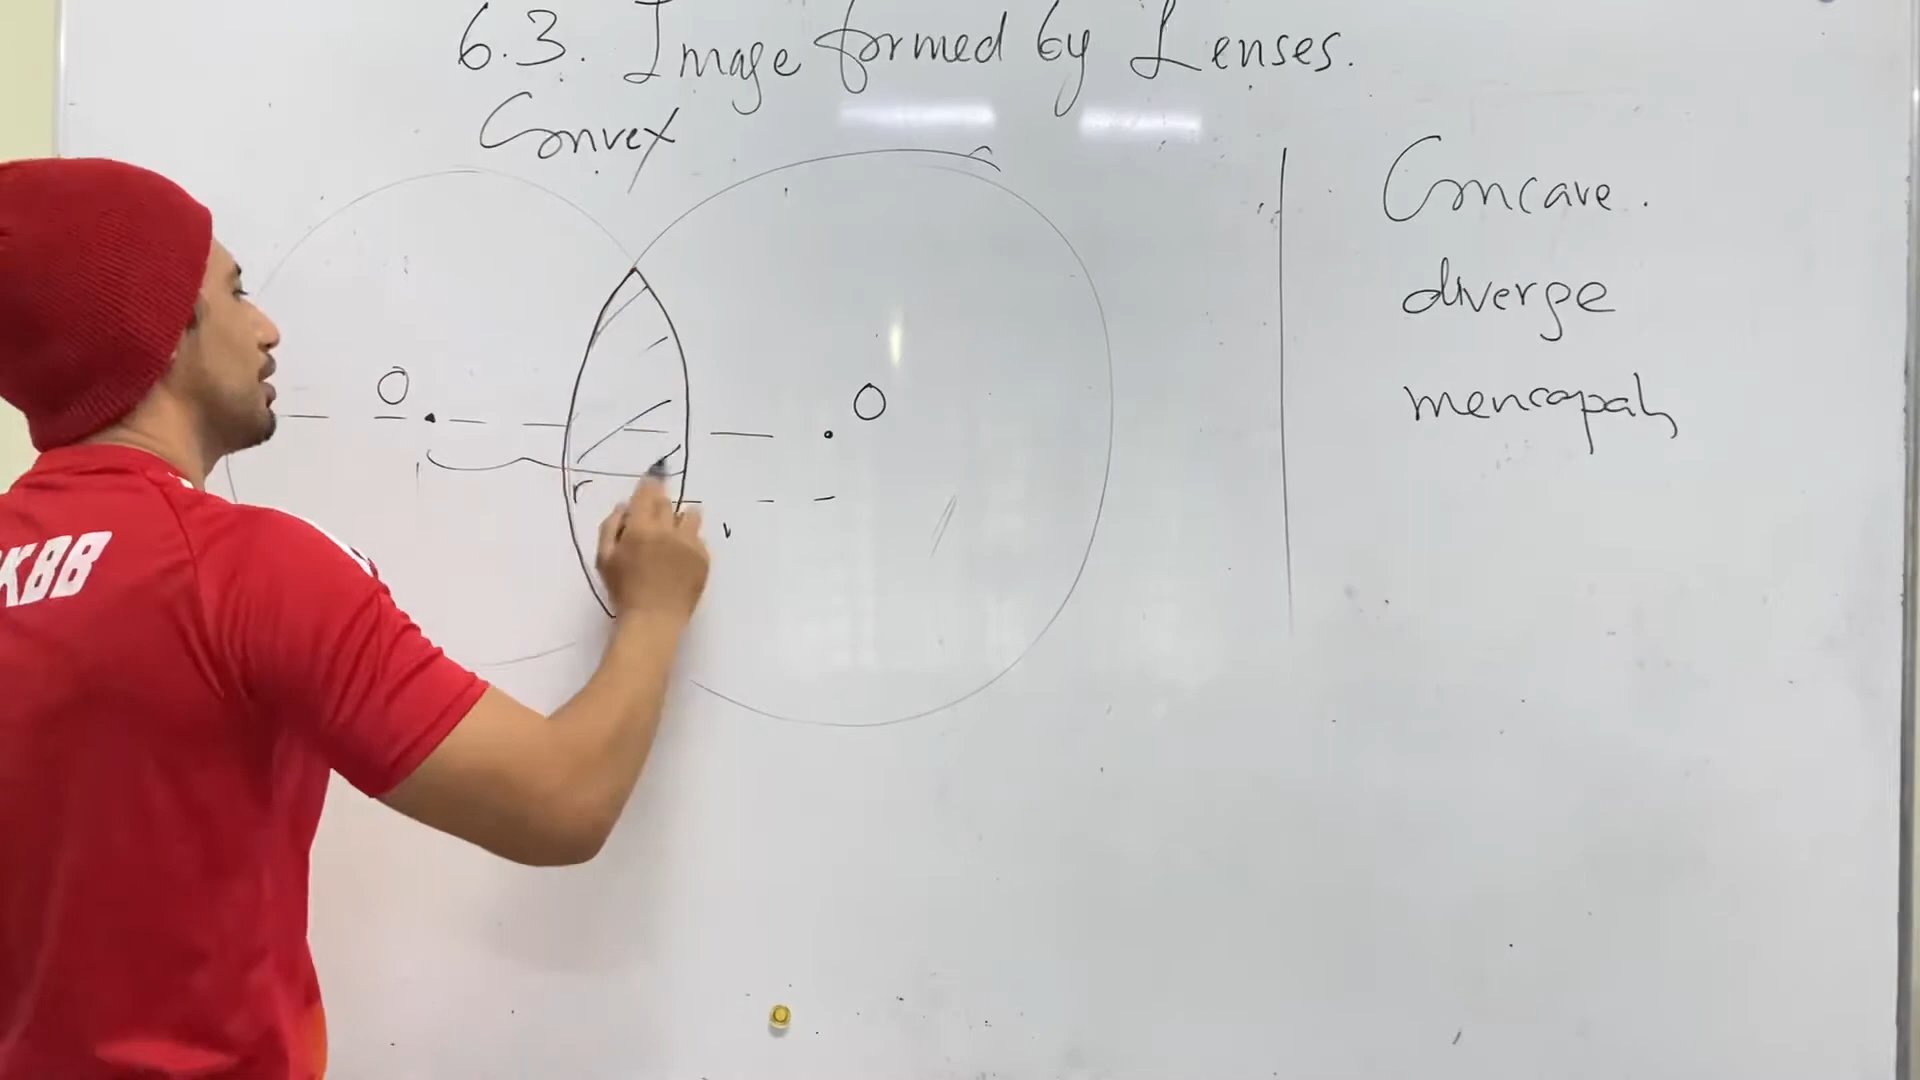 6.3. Image formed by Lenses.
Convex
Concave.
diverge
mencapah
O
O
r
KBB